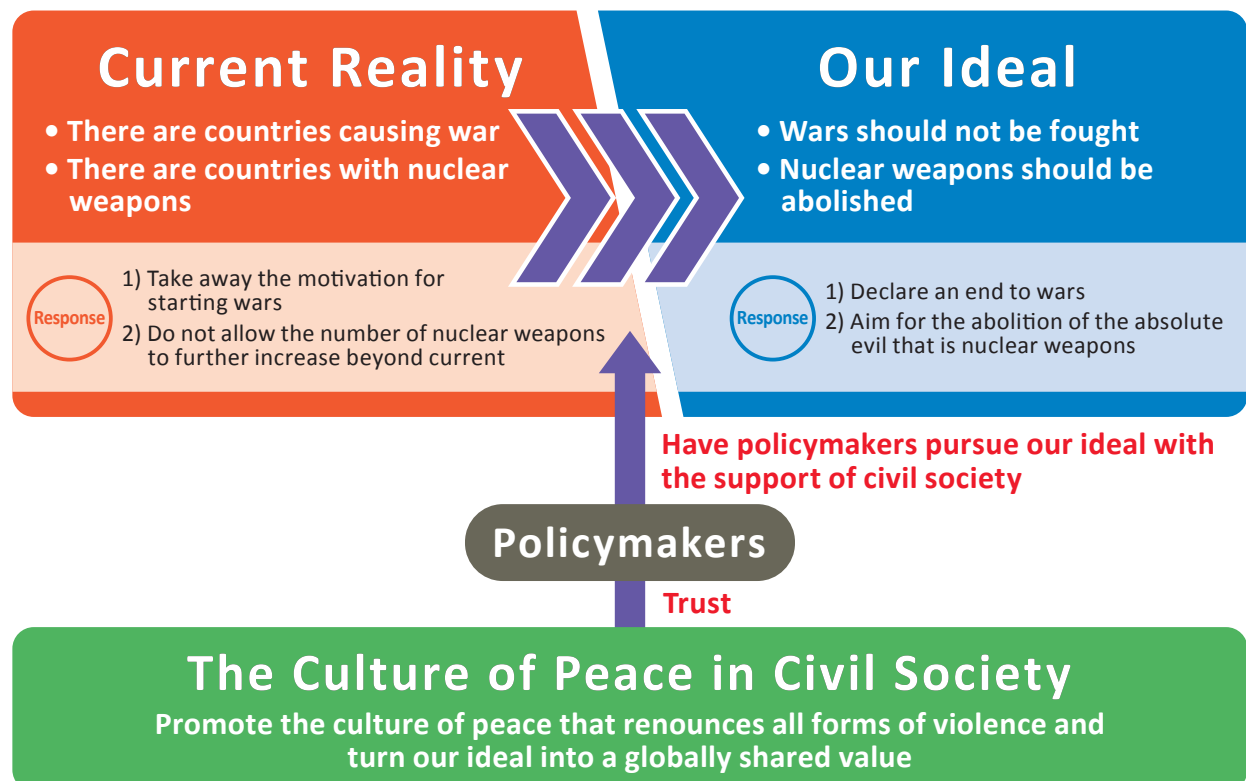 Current Reality
• There are countries causing war
• There are countries with nuclear
weapons
Response
1) Take away the motivation for
starting wars
2) Do not allow the number of nuclear weapons
to further increase beyond current
Our Ideal
• Wars should not be fought
• Nuclear weapons should be
abolished
Response
1) Declare an end to wars
2) Aim for the abolition of the absolute
evil that is nuclear weapons
Have policymakers pursue our ideal with
the support of civil society
Policymakers
Trust
The Culture of Peace in Civil Society
Promote the culture of peace that renounces all forms of violence and
turn our ideal into a globally shared value